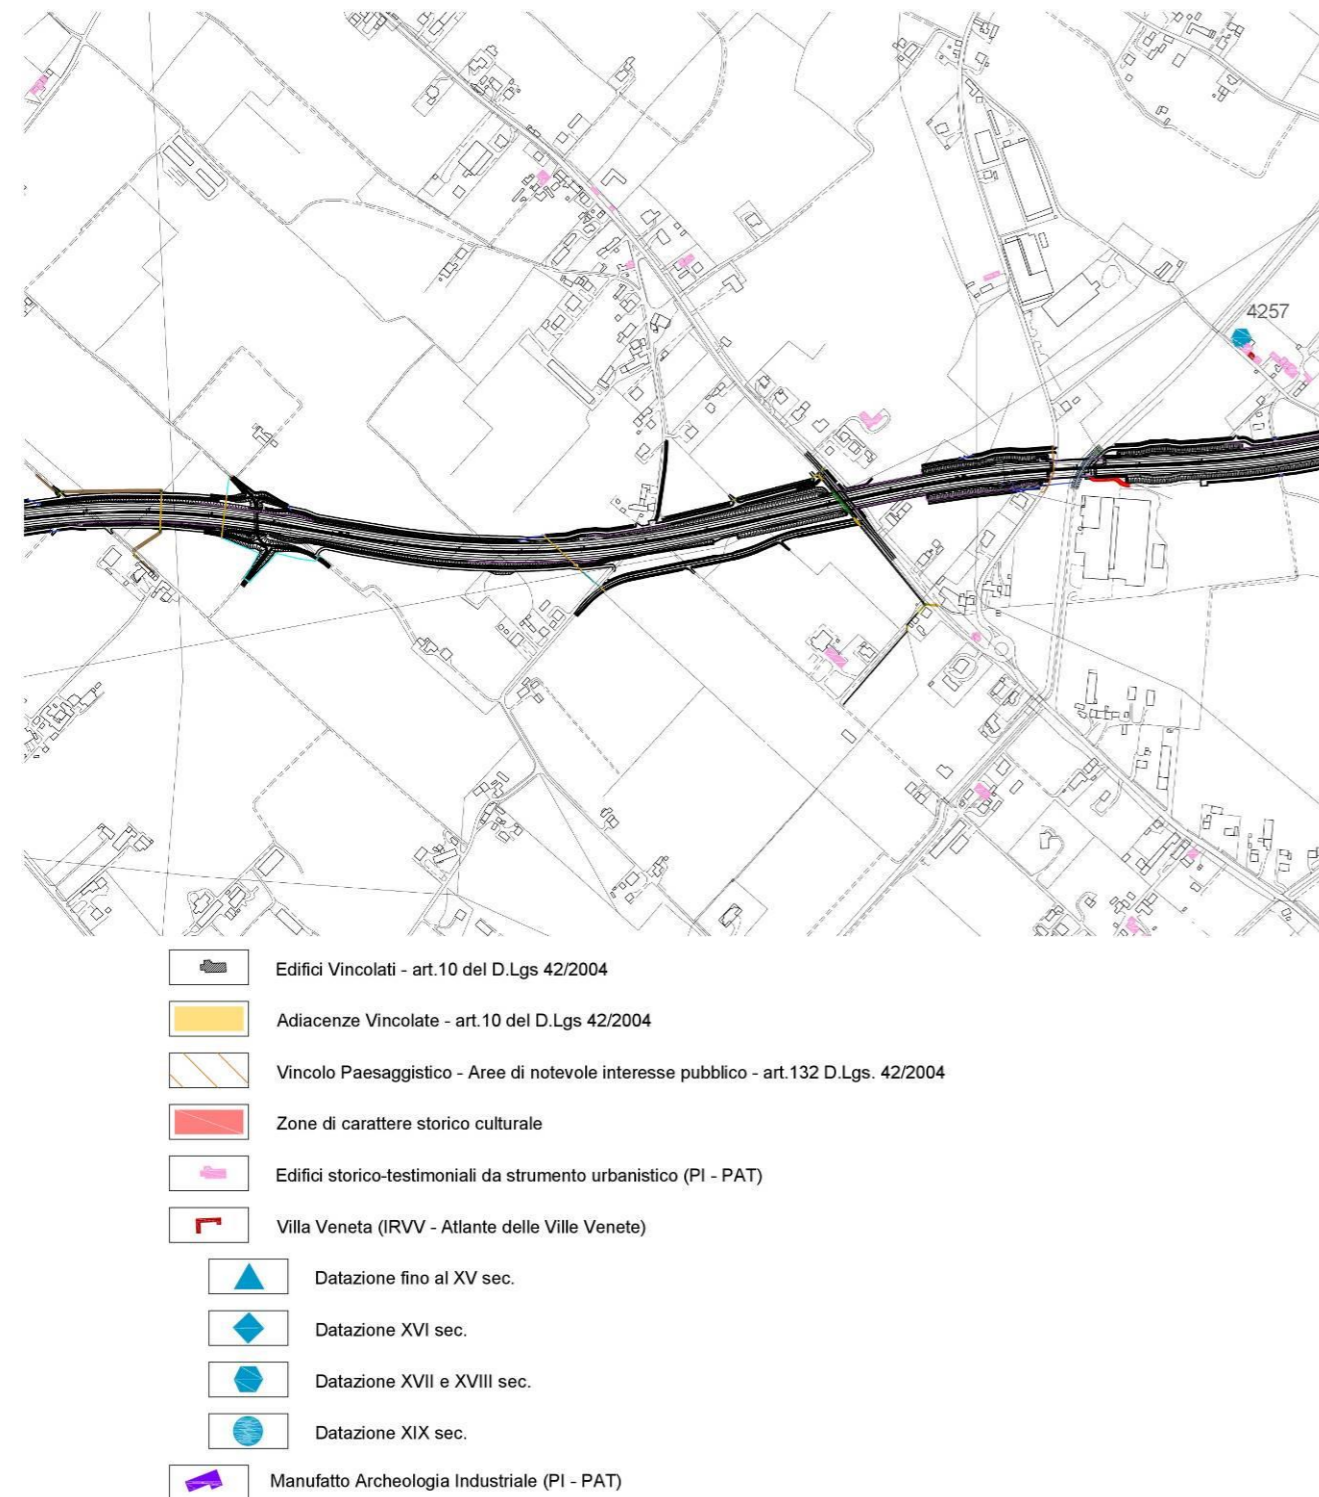 4257
Edifici Vincolati - art.10 del D.Lgs 42/2004
Adiacenze Vincolate - art.10 del D.Lgs 42/2004
Vincolo Paesaggistico - Aree di notevole interesse pubblico - art.132 D.Lgs. 42/2004
Zone di carattere storico culturale
Edifici storico-testimoniali da strumento urbanistico (PI - PAT)
Villa Veneta (IRVV - Atlante delle Ville Venete)
Datazione fino al XV sec.
Datazione XVI sec.
Datazione XVII e XVIII sec.
Datazione XIX sec.
Manufatto Archeologia Industriale (PI - PAT)